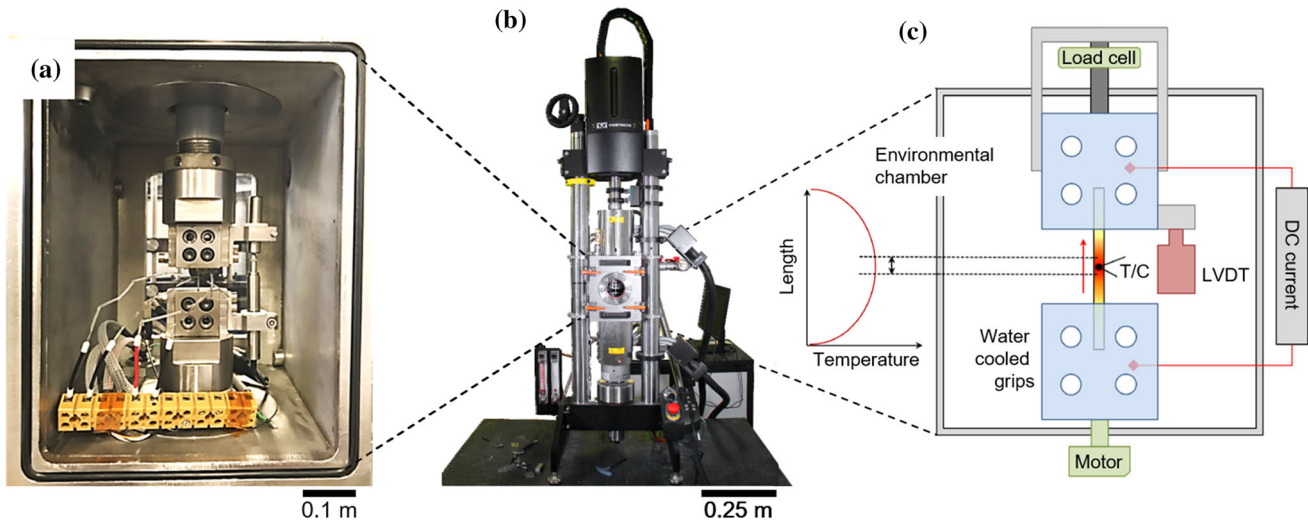 (a)
0.1 m
(b)
0.25 m
(c)
Load cell
Environmental
chamber
Length
Temperature
T/C
LVDT
DC current
Water
cooled
grips
Motor